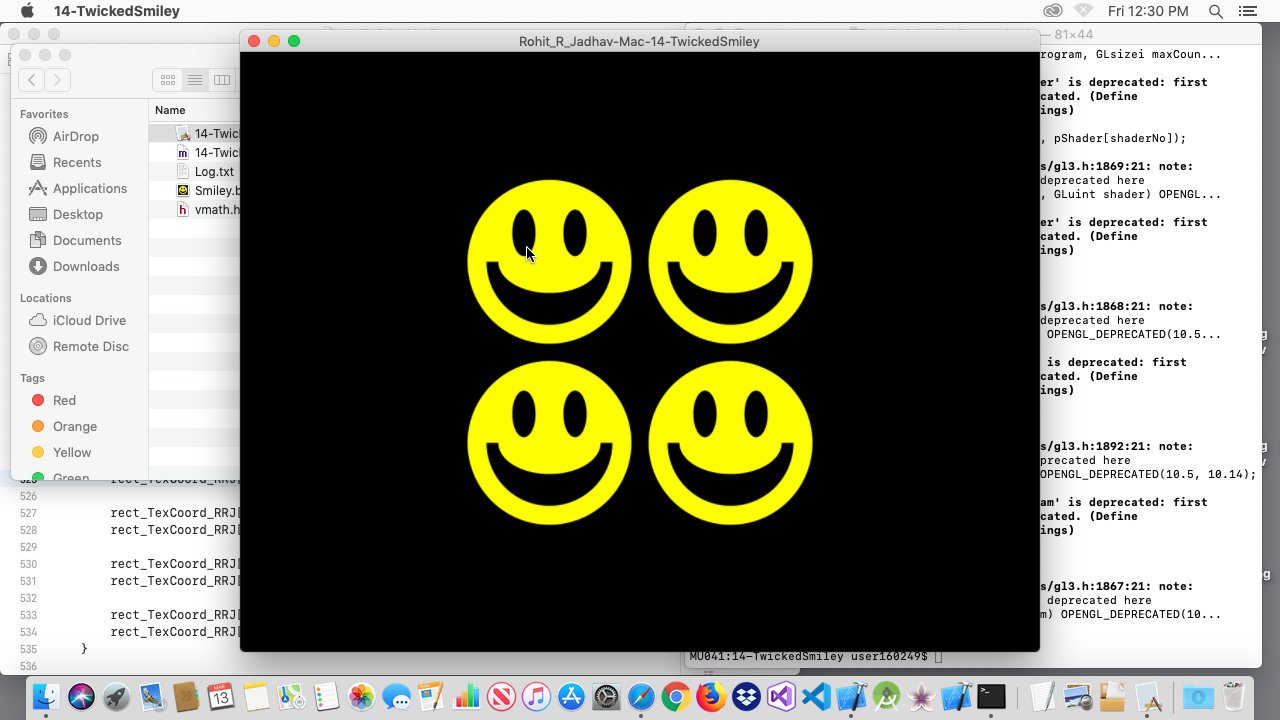 14-TwickedSmiley
Fri 12:30 PM
81×44
Rohit_R_Jadhav-Mac-14-TwickedSmiley
Favorites
AirDrop
Recents
Applications
Desktop
Documents
Downloads
Locations
iCloud Drive
Remote Disc
Tags
Red
Orange
Yellow
Green
Name
14-Twic
14-Twic
Log.txt
Smiley.b
vmath.h
526
527 rect_TexCoord_RRJ[
528 rect_TexCoord_RRJ[
529
530 rect_TexCoord_RRJ[
531 rect_TexCoord_RRJ[
532
533 rect_TexCoord_RRJ[
534 rect_TexCoord_RRJ[
535 }
536
rogram, GLsizei maxCoun...
er' is deprecated: first
cated. (Define
ings)
, pShader[shaderNo]);
s/gl3.h:1869:21: note:
deprecated here
, GLuint shader) OPENGL...
er' is deprecated: first
cated. (Define
ings)
s/gl3.h:1868:21: note:
deprecated here
OPENGL_DEPRECATED(10.5...
is deprecated: first
cated. (Define
ings)
s/gl3.h:1892:21: note:
precated here
OPENGL_DEPRECATED(10.5, 10.14);
am' is deprecated: first
cated. (Define
ings)
s/gl3.h:1867:21: note:
deprecated here
m) OPENGL_DEPRECATED(10...
MU041:14-TwickedSmiley user160249$
MAR
13